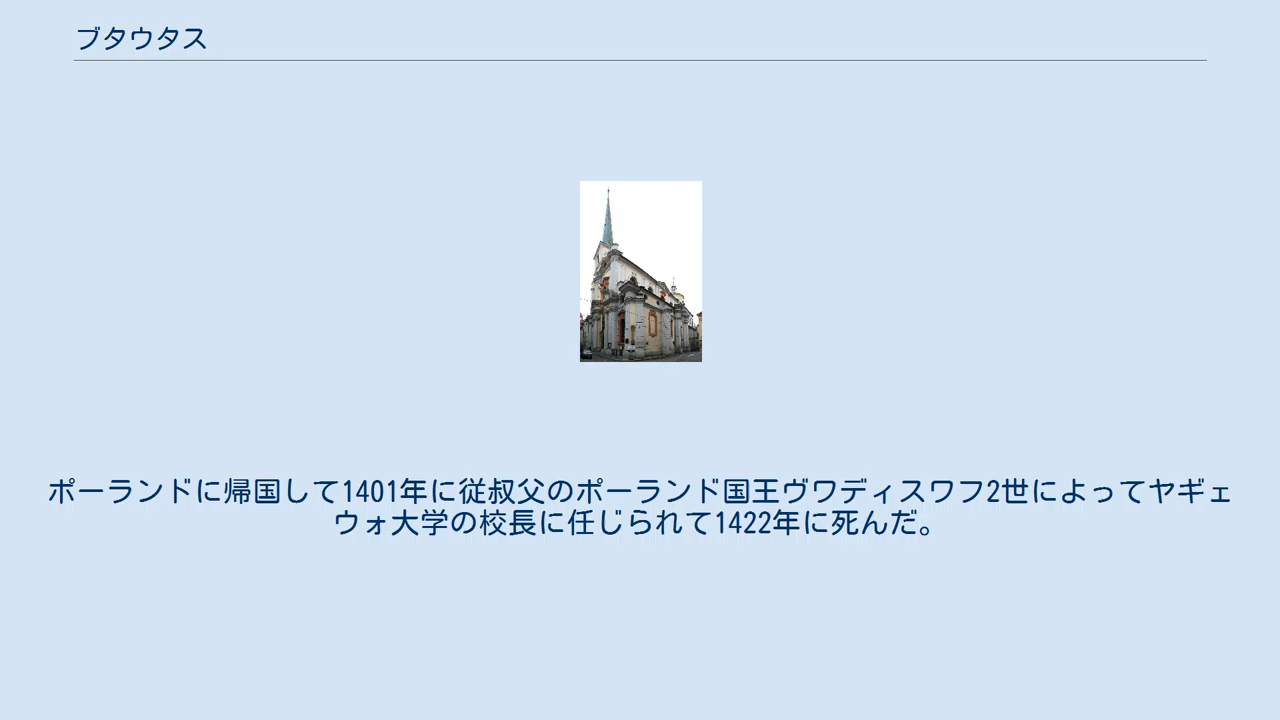 ブタウタス
ポーランドに帰国して1401年に従叔父のポーランド国王ヴワディスワフ2世によってヤギェ
ウォ大学の校長に任じられて1422年に死んだ。